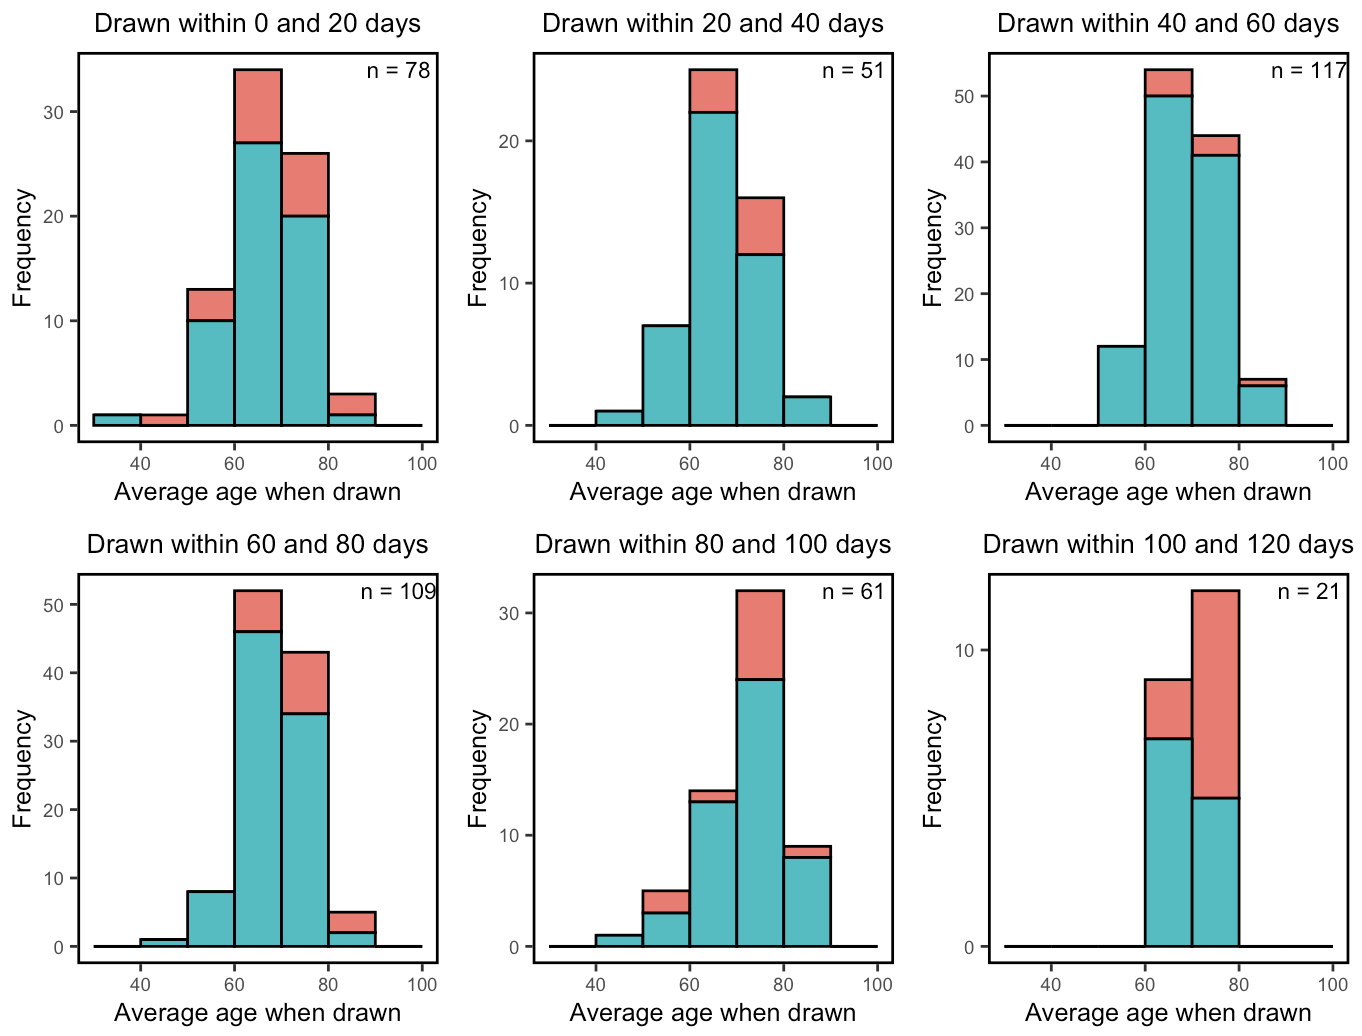 Drawn within 0 and 20 days
n = 78
Frequency
30
20
10
0
40 60 80 100
Average age when drawn
Drawn within 20 and 40 days
n = 51
Frequency
20
10
0
40 60 80 100
Average age when drawn
Drawn within 40 and 60 days
n = 117
Frequency
50
40
30
20
10
0
40 60 80 100
Average age when drawn
Drawn within 60 and 80 days
n = 109
Frequency
50
40
30
20
10
0
40 60 80 100
Average age when drawn
Drawn within 80 and 100 days
n = 61
Frequency
30
20
10
0
40 60 80 100
Average age when drawn
Drawn within 100 and 120 days
n = 21
Frequency
10
0
40 60 80 100
Average age when drawn